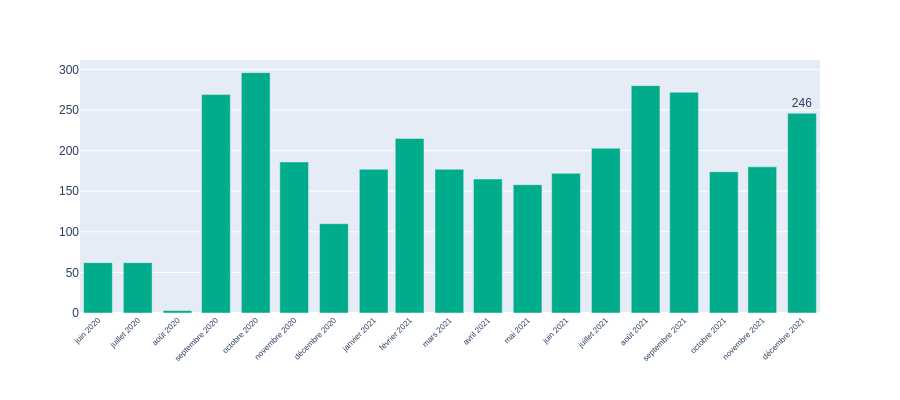 300
250
200
150
100
50
0
246
juin 2020
juillet 2020
août 2020
septembre 2020
octobre 2020
novembre 2020
décembre 2020
janvier 2021
février 2021
mars 2021
avril 2021
mai 2021
juin 2021
juillet 2021
août 2021
septembre 2021
octobre 2021
novembre 2021
décembre 2021